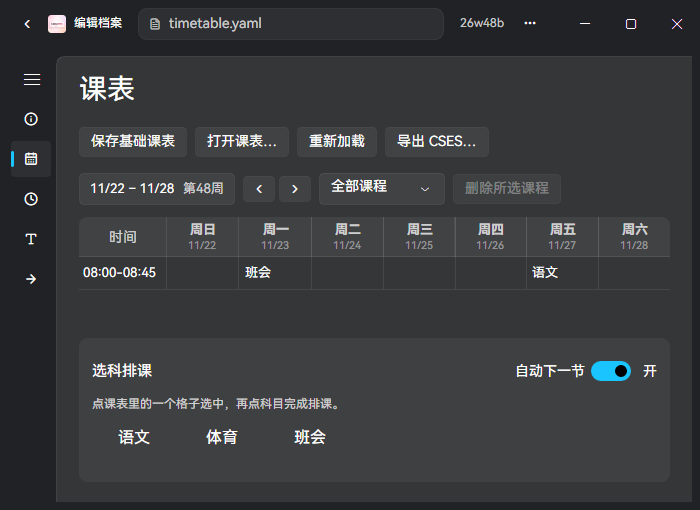 编辑档案
timetable.yaml
26w48b
课表
保存基础课表
打开课表...
重新加载
导出 CSES...
11/22 – 11/28 第48周
全部课程
删除所选课程
时间 周日 周一 周二 周三 周四 周五 周六
11/22 11/23 11/24 11/25 11/26 11/27 11/28
08:00-08:45 班会 语文
选科排课
自动下一节 开
点课表里的一个格子选中，再点科目完成排课。
语文 体育 班会